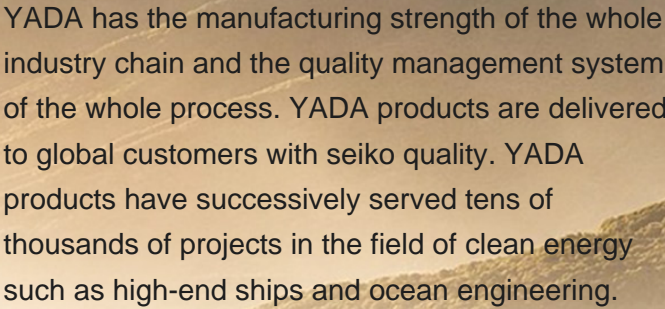 YADA has the manufacturing strength of the whole
industry chain and the quality management system
of the whole process. YADA products are delivered
to global customers with seiko quality. YADA
products have successively served tens of
thousands of projects in the field of clean energy
such as high-end ships and ocean engineering.